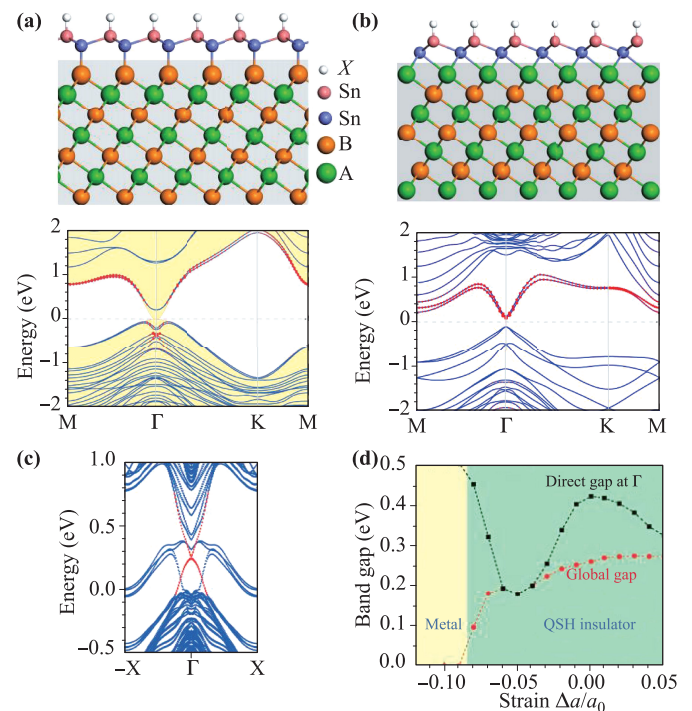 (a)
(b)
X
Sn
Sn
B
A
2
1
0
−1
−2
Energy (eV)
M
Γ
K
M
2
1
0
−1
−2
Energy (eV)
M
Γ
K
M
(c)
1.0
0.5
0.0
−0.5
Energy (eV)
−X
Γ
X
(d)
0.5
0.4
0.3
0.2
0.1
0.0
Band gap (eV)
Direct gap at Γ
Global gap
Metal
QSH insulator
−0.10
−0.05
0.00
0.05
Strain Δa/a₀